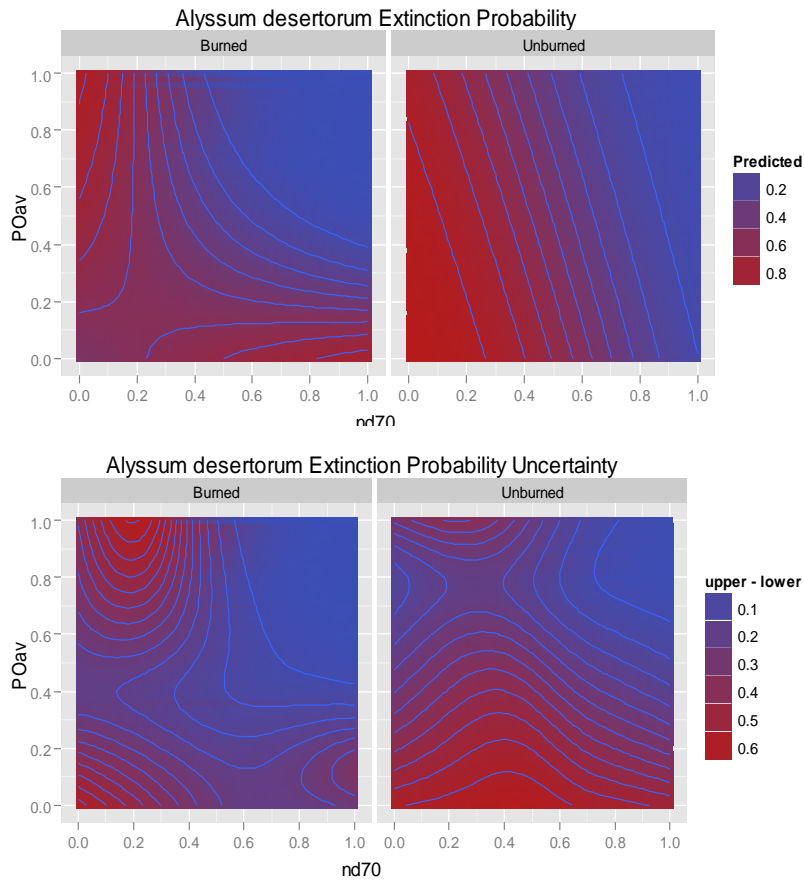 Alyssum desertorum Extinction Probability
Burned
Unburned
POav
1.0
0.8
0.6
0.4
0.2
0.0
0.0 0.2 0.4 0.6 0.8 1.0
0.0 0.2 0.4 0.6 0.8 1.0
nd70
Predicted
0.2
0.4
0.6
0.8
Alyssum desertorum Extinction Probability Uncertainty
Burned
Unburned
POav
1.0
0.8
0.6
0.4
0.2
0.0
0.0 0.2 0.4 0.6 0.8 1.0
0.0 0.2 0.4 0.6 0.8 1.0
nd70
upper - lower
0.1
0.2
0.3
0.4
0.5
0.6